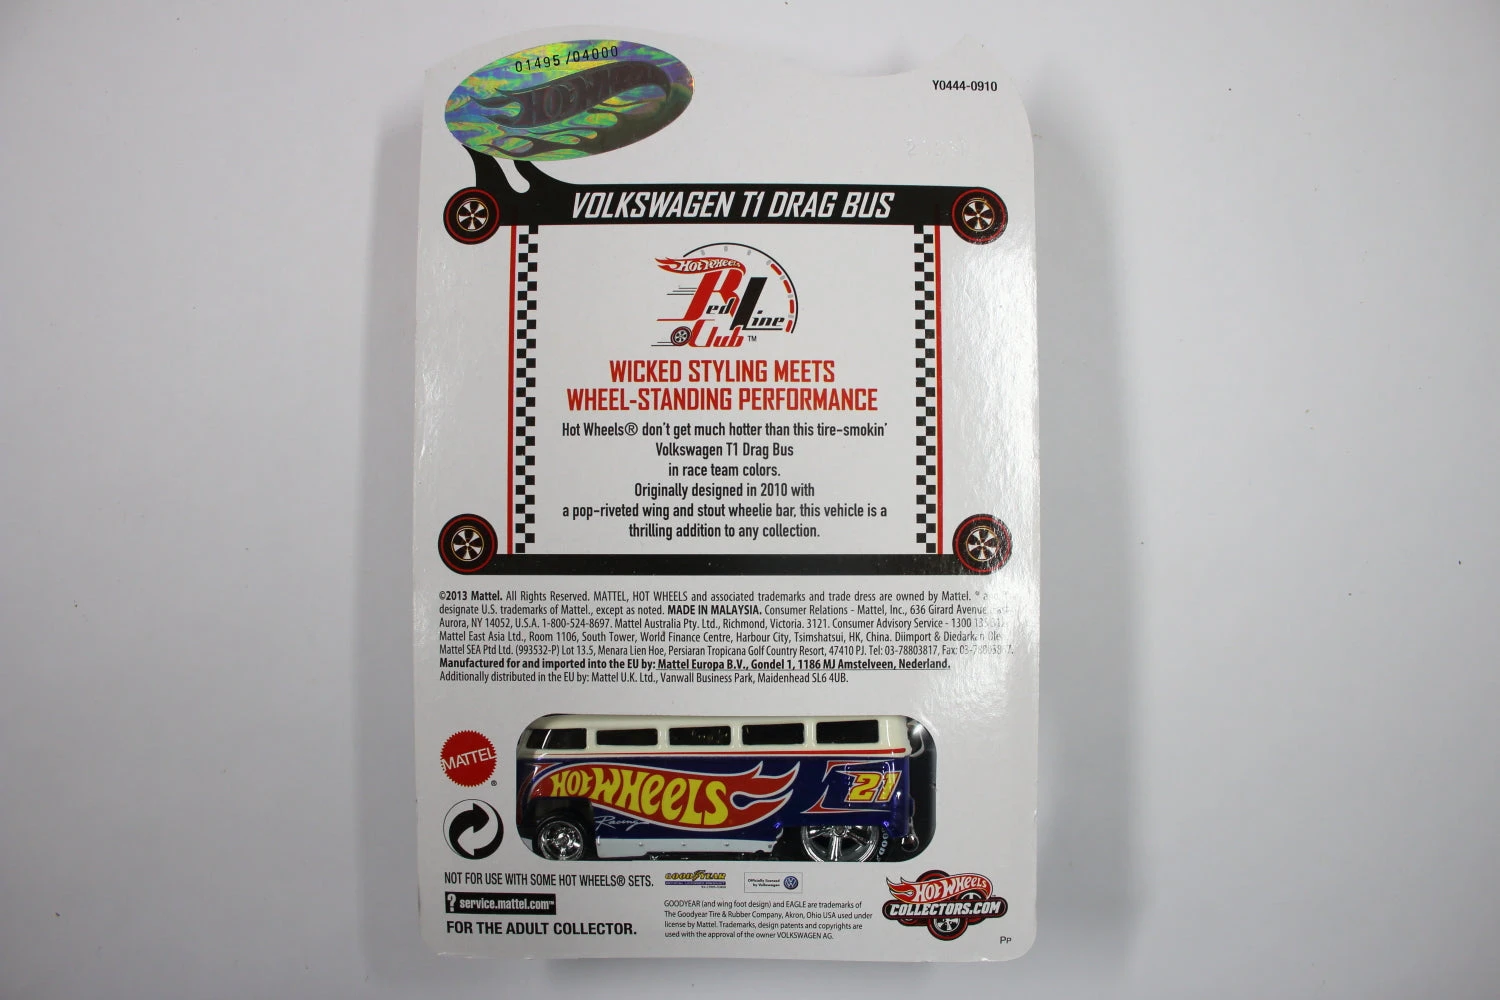 01495/04000
HOT WHEELS
Y0444-0910
VOLKSWAGEN T1 DRAG BUS
HOT WHEELS
Red Line
Club™
WICKED STYLING MEETS
WHEEL-STANDING PERFORMANCE
Hot Wheels® don't get much hotter than this tire-smokin'
Volkswagen T1 Drag Bus
in race team colors.
Originally designed in 2010 with
a pop-riveted wing and stout wheelie bar, this vehicle is a
thrilling addition to any collection.
©2013 Mattel. All Rights Reserved. MATTEL, HOT WHEELS and associated trademarks and trade dress are owned by Mattel.
designate U.S. trademarks of Mattel., except as noted. MADE IN MALAYSIA. Consumer Relations - Mattel, Inc., 636 Girard Avenue
Aurora, NY 14052, U.S.A. 1-800-524-8697. Mattel Australia Pty. Ltd., Richmond, Victoria. 3121. Consumer Advisory Service - 1300
Mattel East Asia Ltd., Room 1106, South Tower, World Finance Centre, Harbour City, Tsimshatsui, HK, China. Diimport & Diedarkan
Mattel SEA Ptd Ltd. (993532-P) Lot 13.5, Menara Lien Hoe, Persiaran Tropicana Golf Country Resort, 47410 PJ. Tel: 03-78803817, Fax:
Manufactured for and imported into the EU by: Mattel Europa B.V., Gondel 1, 1186 MJ Amstelveen, Nederland.
Additionally distributed in the EU by: Mattel U.K. Ltd., Vanwall Business Park, Maidenhead SL6 4UB.
MATTEL®
HOT WHEELS
Racing
21
NOT FOR USE WITH SOME HOT WHEELS® SETS.
? service.mattel.com™
FOR THE ADULT COLLECTOR.
GOODYEAR
Officially licensed
by Volkswagen
GOODYEAR (and wing foot design) and EAGLE are trademarks of
The Goodyear Tire & Rubber Company, Akron, Ohio USA used under
license by Mattel. Trademarks, design patents and copyrights are
used with the approval of the owner VOLKSWAGEN AG.
HOT WHEELS
COLLECTORS.COM
PP